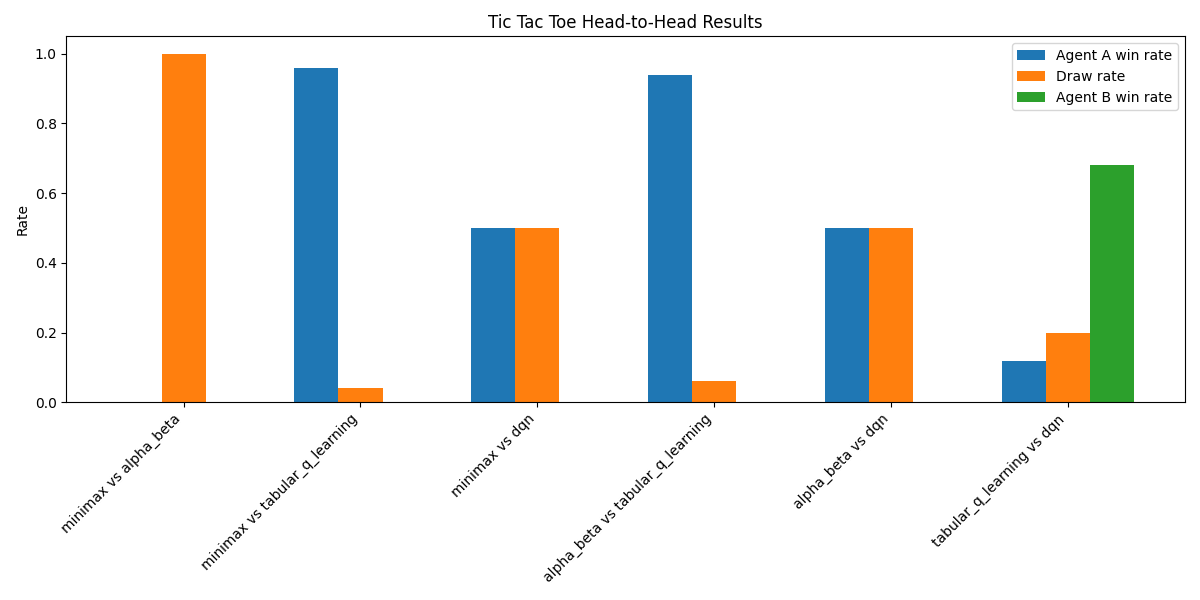 Tic Tac Toe Head-to-Head Results
Agent A win rate
Draw rate
Agent B win rate
Rate
1.0
0.8
0.6
0.4
0.2
0.0
minimax vs alpha_beta
minimax vs tabular_q_learning
minimax vs dqn
alpha_beta vs tabular_q_learning
alpha_beta vs dqn
tabular_q_learning vs dqn